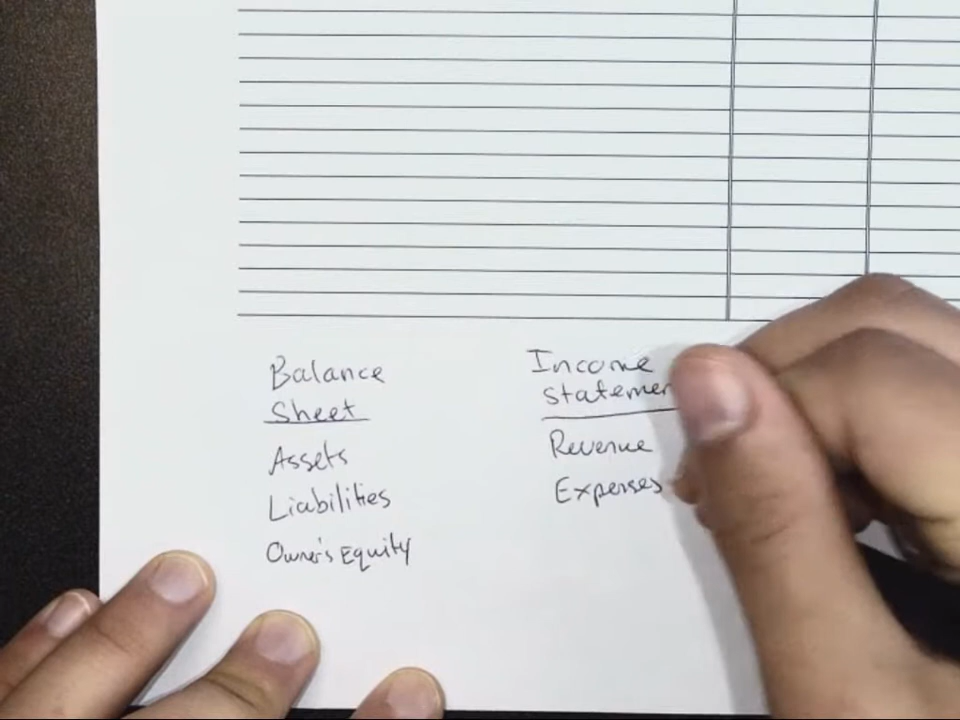 Balance
Sheet
Assets
Liabilities
Owner's Equity
Income
Statemen
Revenue
Expenses